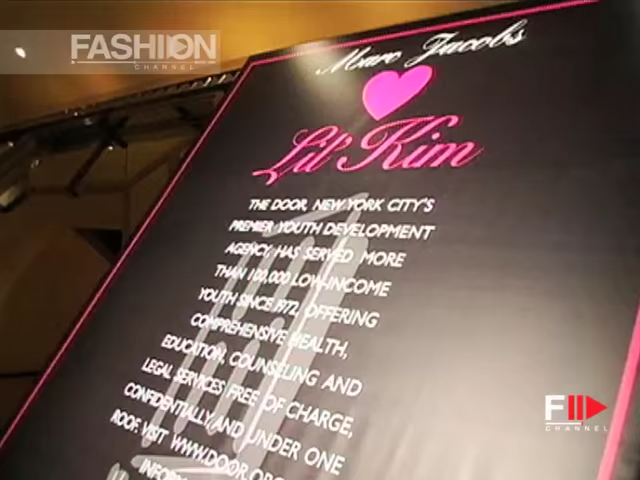 FASHION
CHANNEL
Marc Jacobs
Lil' Kim
THE DOOR, NEW YORK CITY'S
PREMIER YOUTH DEVELOPMENT
AGENCY, HAS SERVED MORE
THAN 100,000 LOW-INCOME
YOUTH SINCE 1972, OFFERING
COMPREHENSIVE HEALTH,
EDUCATION, COUNSELING AND
LEGAL SERVICES FREE OF CHARGE,
CONFIDENTIALLY, AND UNDER ONE
ROOF. VISIT WWW.DOOR.ORG
F
CHANNEL